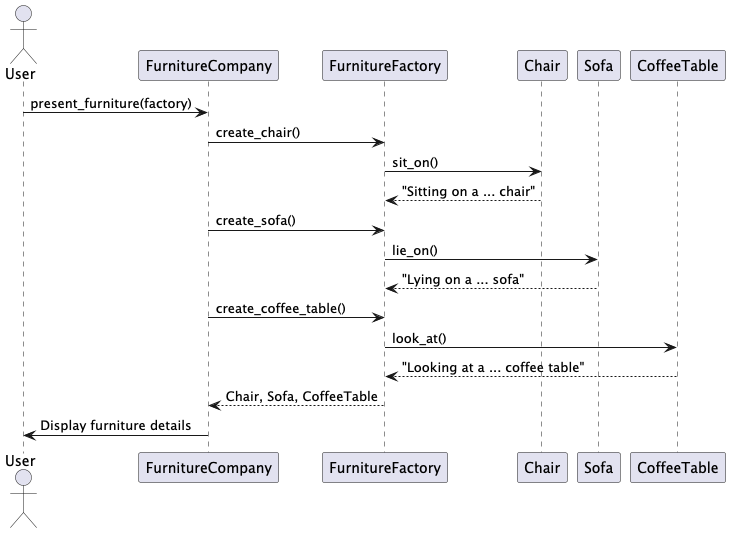 User
FurnitureCompany
FurnitureFactory
Chair
Sofa
CoffeeTable
present_furniture(factory)
create_chair()
sit_on()
"Sitting on a ... chair"
create_sofa()
lie_on()
"Lying on a ... sofa"
create_coffee_table()
look_at()
"Looking at a ... coffee table"
Chair, Sofa, CoffeeTable
Display furniture details
User
FurnitureCompany
FurnitureFactory
Chair
Sofa
CoffeeTable